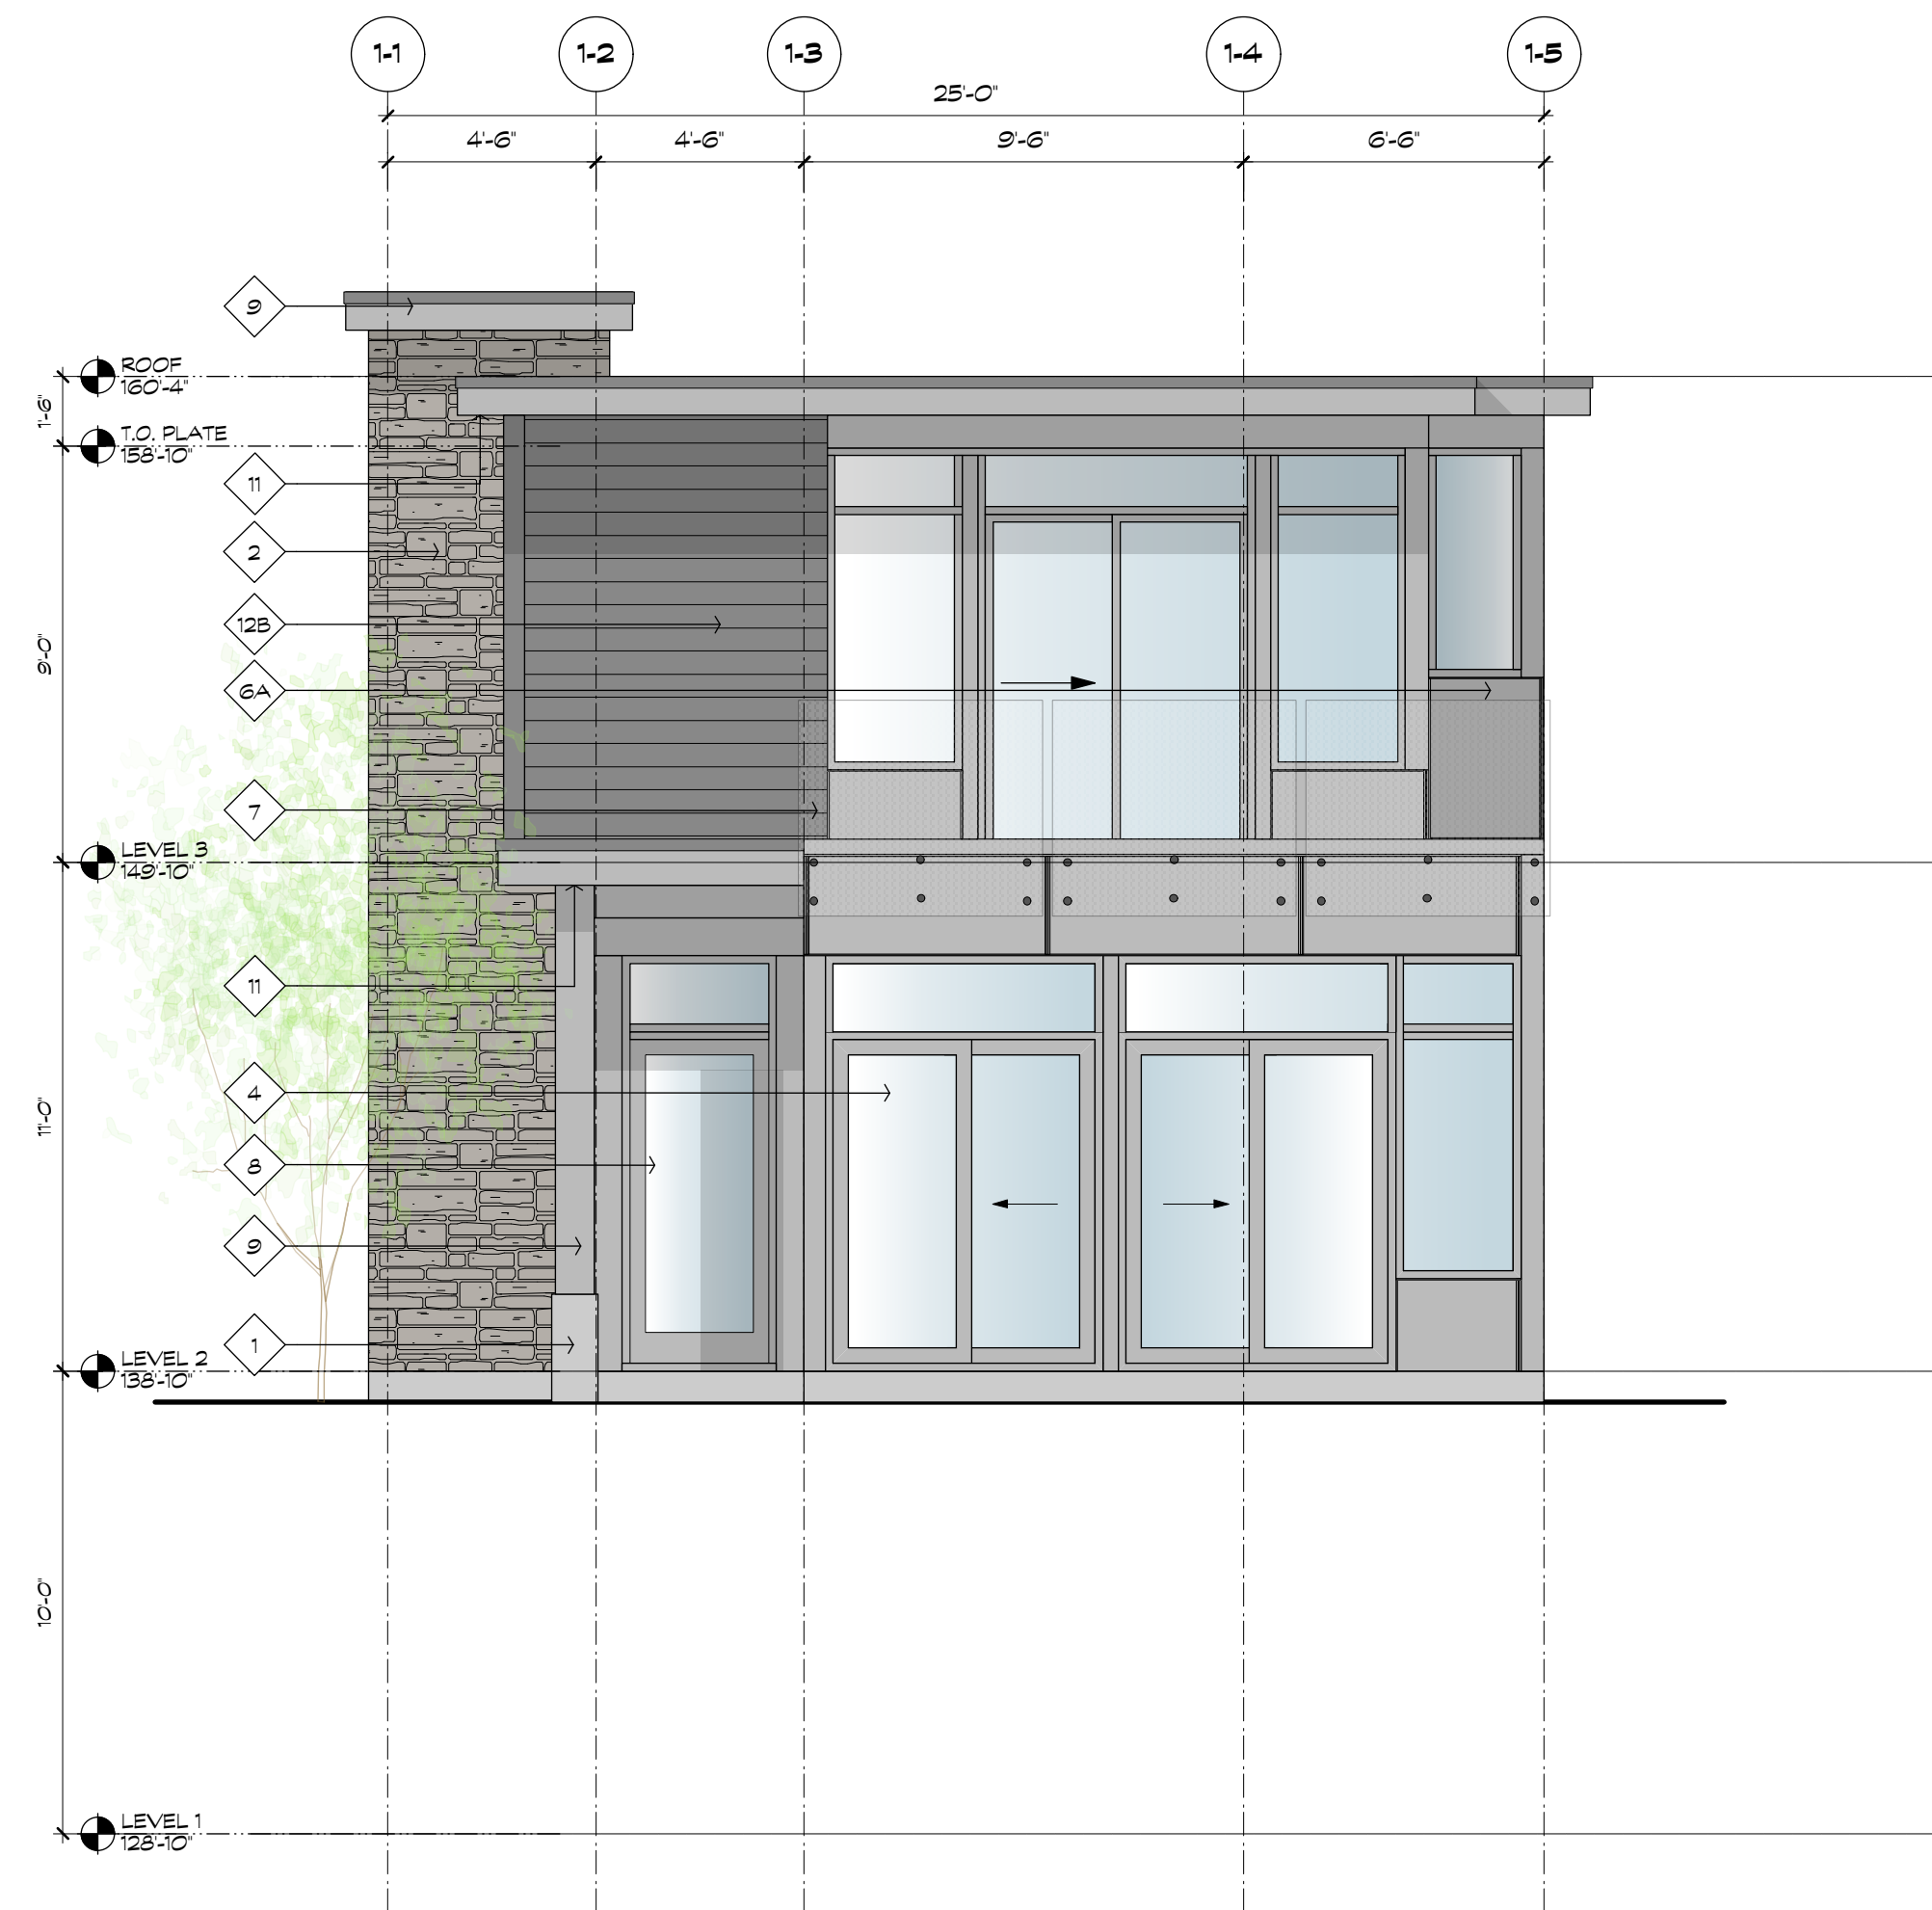 1-1 1-2 1-3 1-4 1-5
25'-0"
4'-6" 4'-6" 9'-6" 6'-6"
9
ROOF
160'-4"
1'-6"
T.O. PLATE
158'-10"
11
2
12B
9'-0"
6A
7
LEVEL 3
149'-10"
11
4
11'-0"
8
9
1
LEVEL 2
138'-10"
10'-0"
LEVEL 1
128'-10"